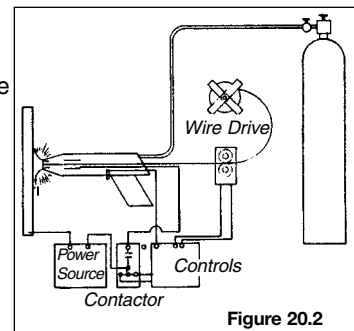 e
Wire Drive
Power
Source
Controls
Contactor
Figure 20.2